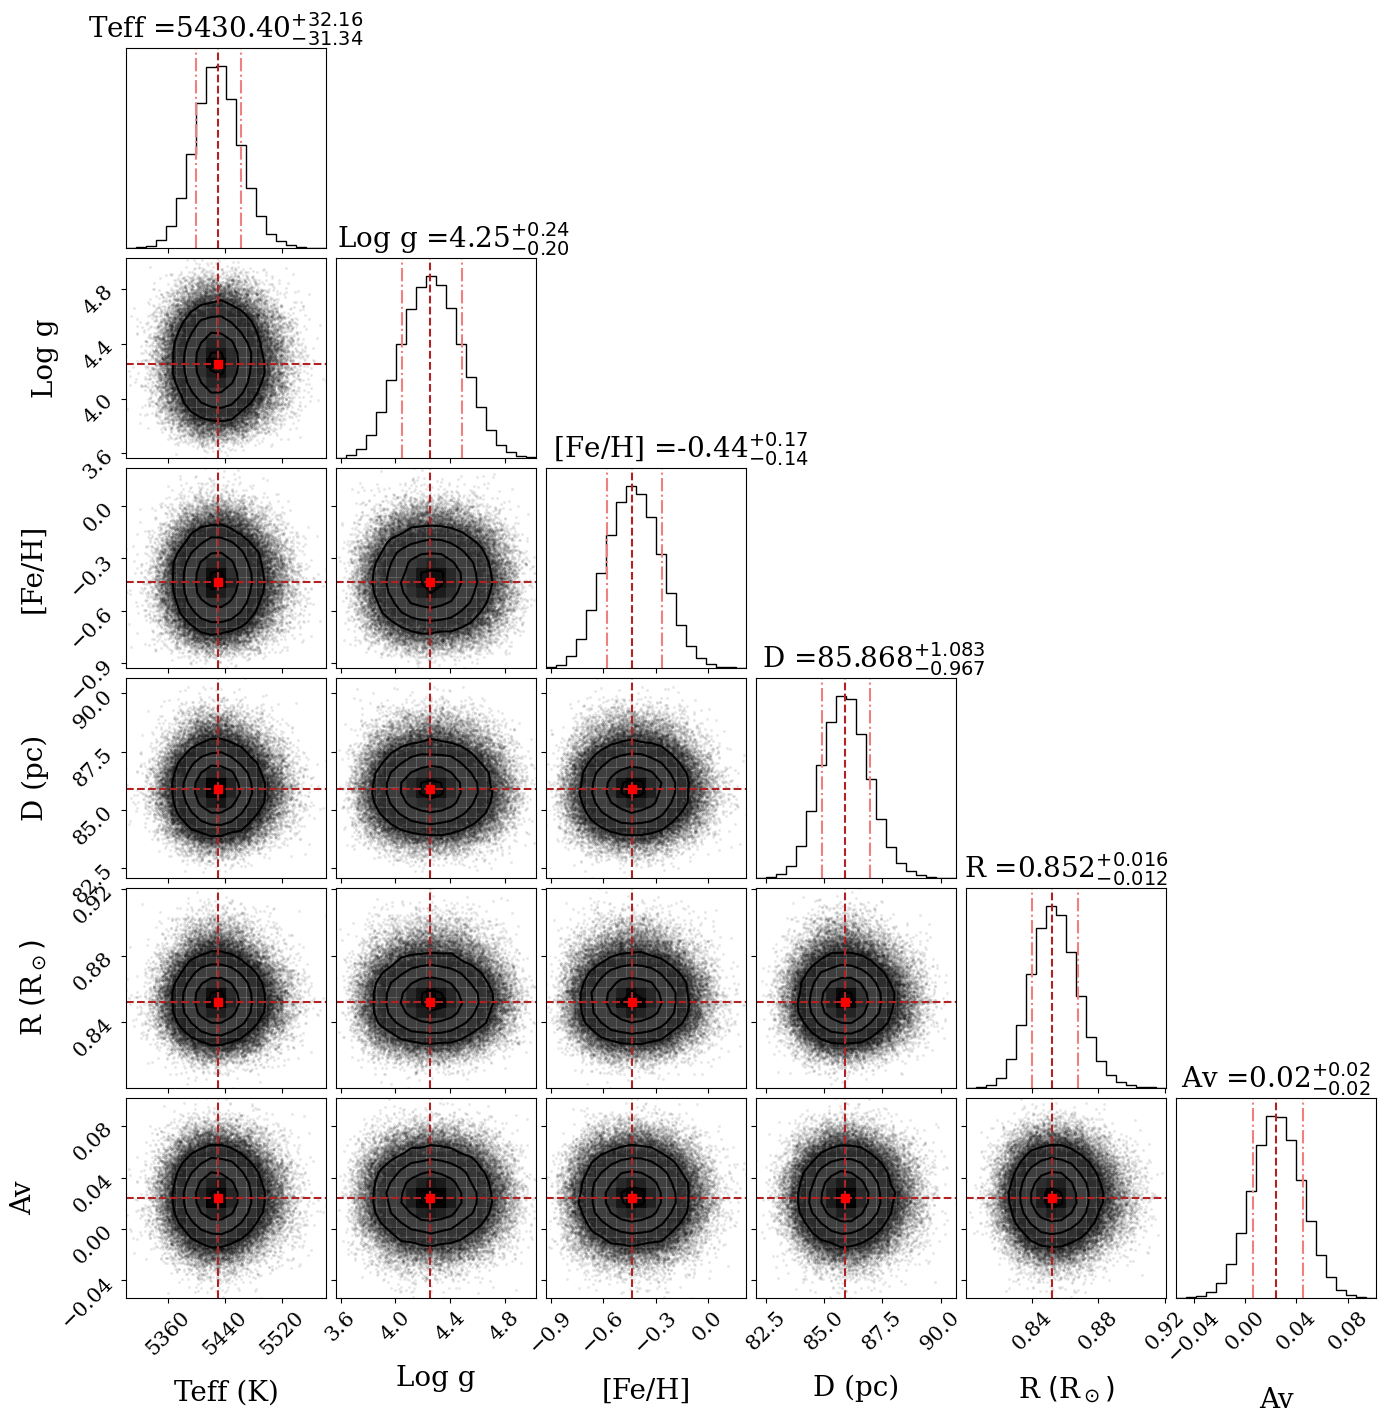 Teff =5430.40+32.16−31.34
Log g =4.25+0.24−0.20
4.8
4.4
4.0
3.6
Log g
[Fe/H] =-0.44+0.17−0.14
0.0
−0.3
−0.6
−0.9
[Fe/H]
D =85.868+1.083−0.967
90.0
87.5
85.0
82.5
D (pc)
R =0.852+0.016−0.012
0.92
0.88
0.84
R (R⊙)
Av =0.02+0.02−0.02
0.08
0.04
0.00
−0.04
Av
5360 5440 5520 3.6 4.0 4.4 4.8 −0.9 −0.6 −0.3 0.0 82.5 85.0 87.5 90.0 0.84 0.88 0.92 −0.04 0.00 0.04 0.08
Teff (K) Log g [Fe/H] D (pc) R (R⊙) Av